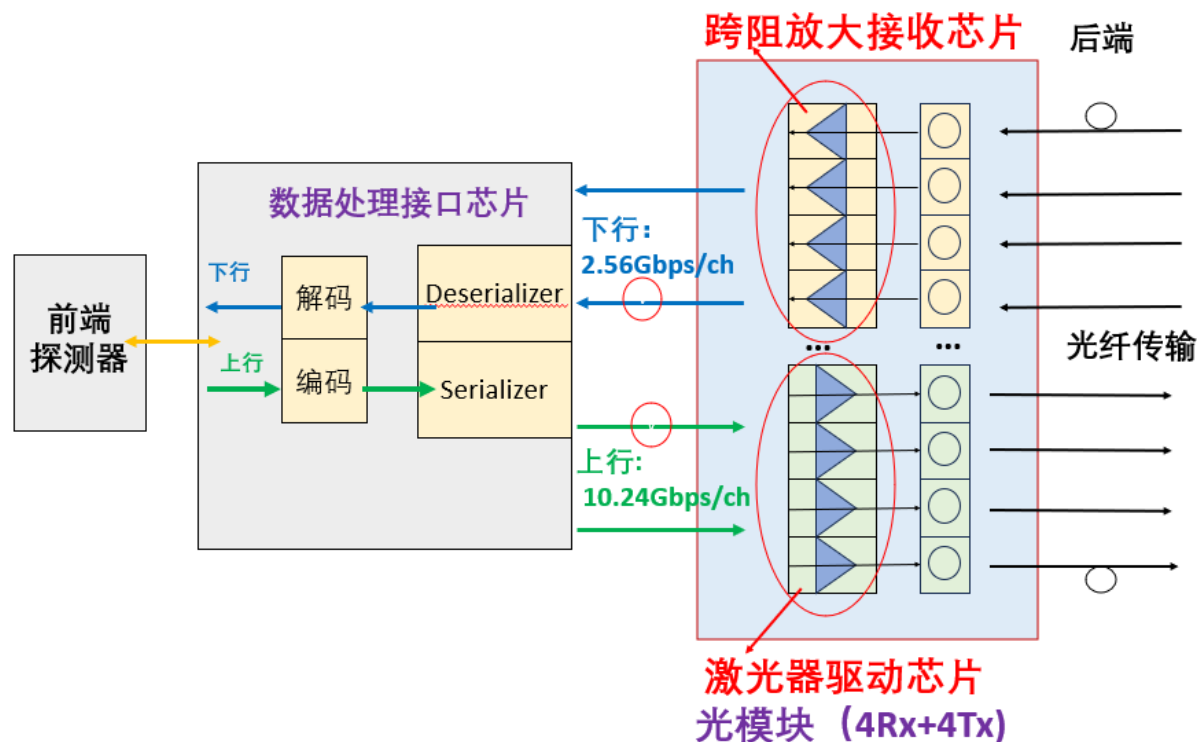 跨阻放大接收芯片
后端
数据处理接口芯片
下行：
2.56Gbps/ch
下行
解码
Deserializer
前端
探测器
上行
编码
Serializer
...
...
光纤传输
上行:
10.24Gbps/ch
激光器驱动芯片
光模块（4Rx+4Tx)